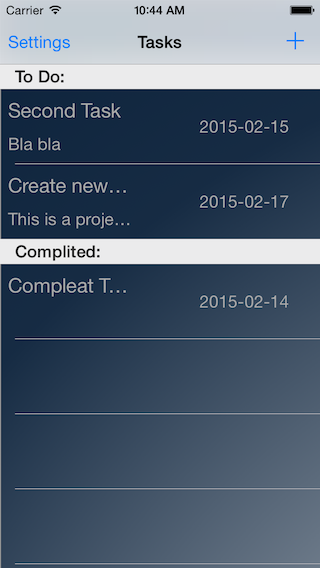 Carrier 10:44 AM
Settings Tasks +
To Do:
Second Task
2015-02-15
Bla bla
Create new…
2015-02-17
This is a proje…
Complited:
Compleat T…
2015-02-14